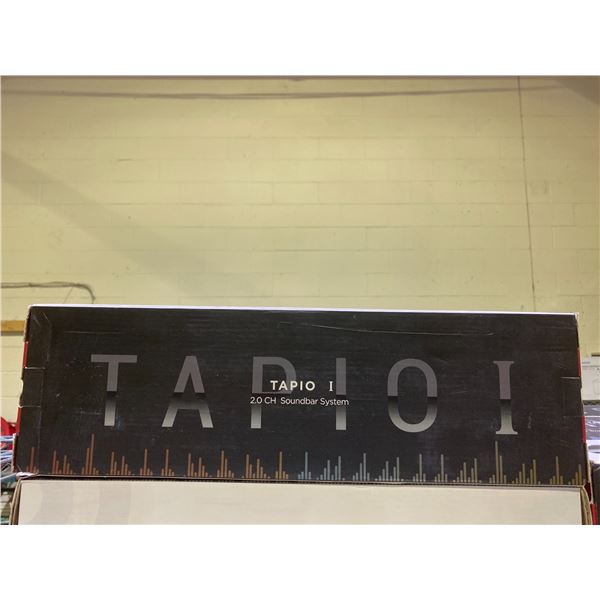 TAPIO I
TAPIO I
2.0 CH Soundbar System